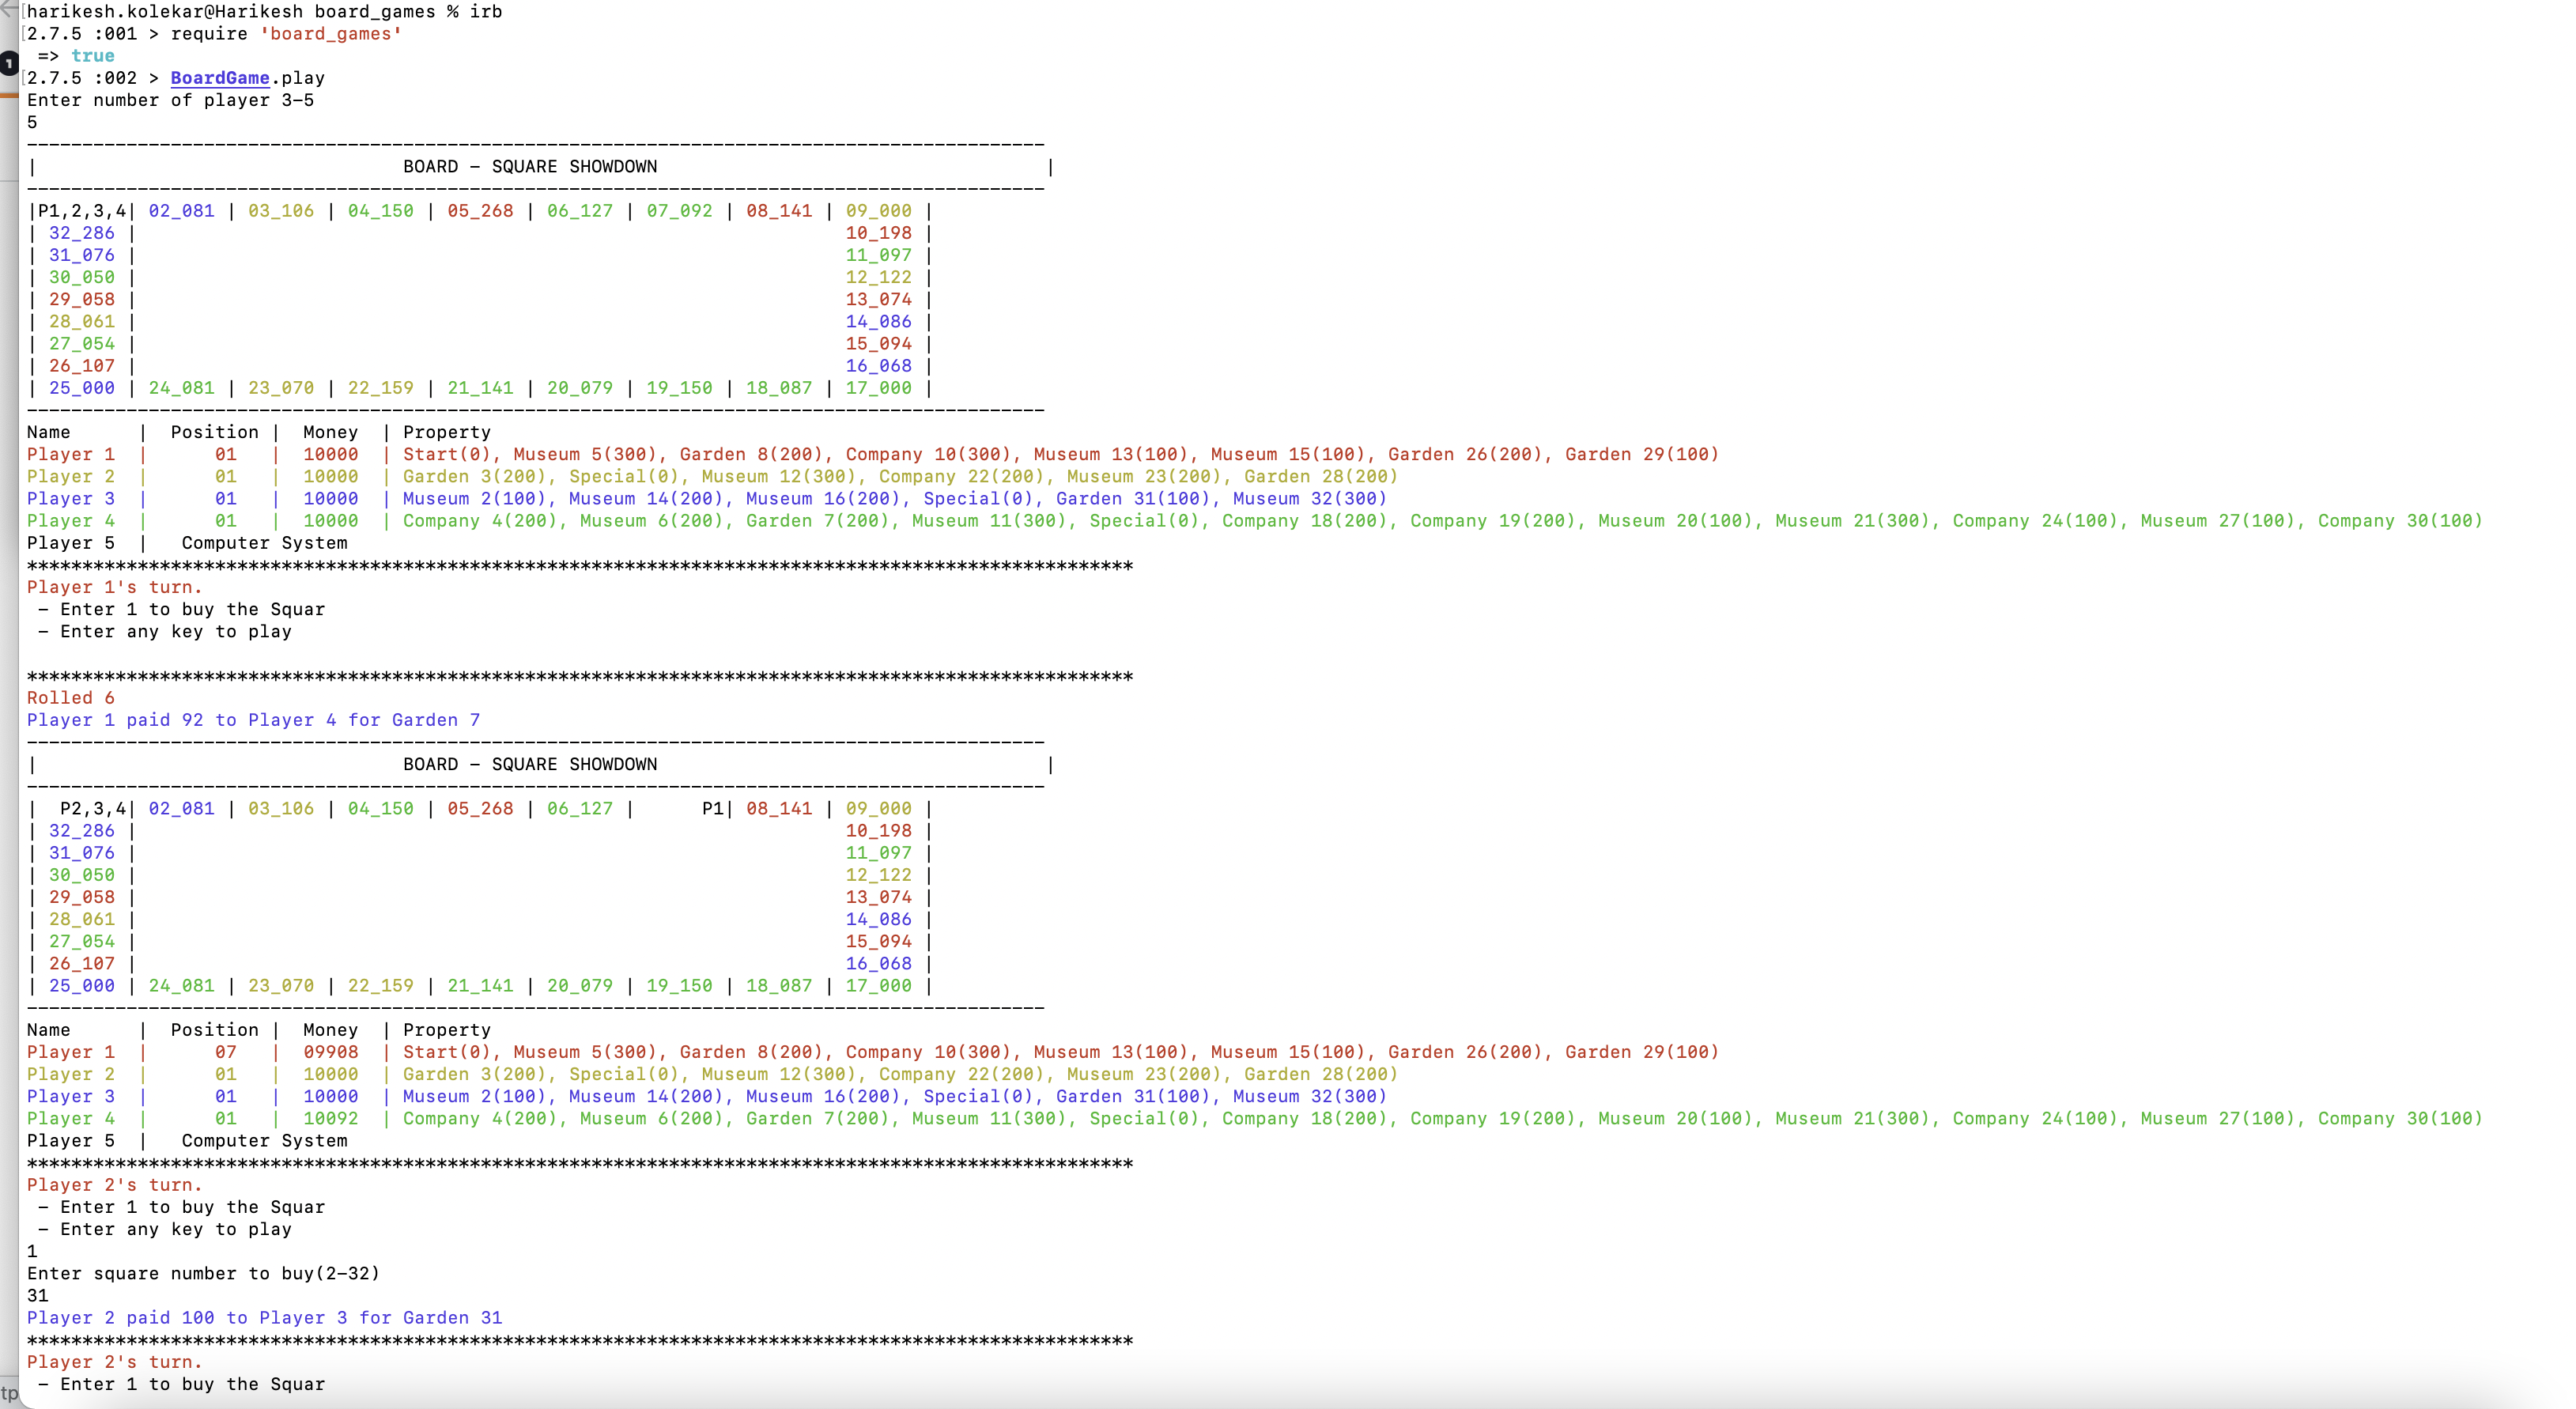 harikesh.kolekar@Harikesh board_games % irb
2.7.5 :001 > require 'board_games'
=> true
2.7.5 :002 > BoardGame.play
Enter number of player 3-5
5
--------------------------------------------------------------------------------------------
| BOARD - SQUARE SHOWDOWN |
--------------------------------------------------------------------------------------------
|P1,2,3,4| 02_081 | 03_106 | 04_150 | 05_268 | 06_127 | 07_092 | 08_141 | 09_000 |
| 32_286 | 10_198 |
| 31_076 | 11_097 |
| 30_050 | 12_122 |
| 29_058 | 13_074 |
| 28_061 | 14_086 |
| 27_054 | 15_094 |
| 26_107 | 16_068 |
| 25_000 | 24_081 | 23_070 | 22_159 | 21_141 | 20_079 | 19_150 | 18_087 | 17_000 |
--------------------------------------------------------------------------------------------
Name | Position | Money | Property
Player 1 | 01 | 10000 | Start(0), Museum 5(300), Garden 8(200), Company 10(300), Museum 13(100), Museum 15(100), Garden 26(200), Garden 29(100)
Player 2 | 01 | 10000 | Garden 3(200), Special(0), Museum 12(300), Company 22(200), Museum 23(200), Garden 28(200)
Player 3 | 01 | 10000 | Museum 2(100), Museum 14(200), Museum 16(200), Special(0), Garden 31(100), Museum 32(300)
Player 4 | 01 | 10000 | Company 4(200), Museum 6(200), Garden 7(200), Museum 11(300), Special(0), Company 18(200), Company 19(200), Museum 20(100), Museum 21(300), Company 24(100), Museum 27(100), Company 30(100)
Player 5 | Computer System
****************************************************************************************************
Player 1's turn.
- Enter 1 to buy the Squar
- Enter any key to play
****************************************************************************************************
Rolled 6
Player 1 paid 92 to Player 4 for Garden 7
--------------------------------------------------------------------------------------------
| BOARD - SQUARE SHOWDOWN |
--------------------------------------------------------------------------------------------
| P2,3,4| 02_081 | 03_106 | 04_150 | 05_268 | 06_127 | P1| 08_141 | 09_000 |
| 32_286 | 10_198 |
| 31_076 | 11_097 |
| 30_050 | 12_122 |
| 29_058 | 13_074 |
| 28_061 | 14_086 |
| 27_054 | 15_094 |
| 26_107 | 16_068 |
| 25_000 | 24_081 | 23_070 | 22_159 | 21_141 | 20_079 | 19_150 | 18_087 | 17_000 |
--------------------------------------------------------------------------------------------
Name | Position | Money | Property
Player 1 | 07 | 09908 | Start(0), Museum 5(300), Garden 8(200), Company 10(300), Museum 13(100), Museum 15(100), Garden 26(200), Garden 29(100)
Player 2 | 01 | 10000 | Garden 3(200), Special(0), Museum 12(300), Company 22(200), Museum 23(200), Garden 28(200)
Player 3 | 01 | 10000 | Museum 2(100), Museum 14(200), Museum 16(200), Special(0), Garden 31(100), Museum 32(300)
Player 4 | 01 | 10092 | Company 4(200), Museum 6(200), Garden 7(200), Museum 11(300), Special(0), Company 18(200), Company 19(200), Museum 20(100), Museum 21(300), Company 24(100), Museum 27(100), Company 30(100)
Player 5 | Computer System
****************************************************************************************************
Player 2's turn.
- Enter 1 to buy the Squar
- Enter any key to play
1
Enter square number to buy(2-32)
31
Player 2 paid 100 to Player 3 for Garden 31
****************************************************************************************************
Player 2's turn.
- Enter 1 to buy the Squar